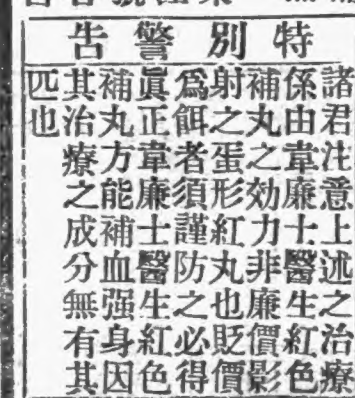 特別警告
諸君注意上述之治療
係由韋廉士醫生紅色
補丸之効力非廉價影
射之蛋形紅丸也貶價
爲餌者須謹防之必得
眞正韋廉士醫生紅色
補丸方能補血强身因
其治療之成分無有其
匹也